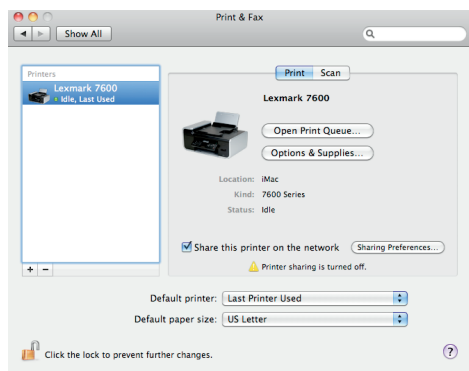 Print & Fax
Show All
Printers
Lexmark 7600
Idle, Last Used
Print Scan
Lexmark 7600
Open Print Queue...
Options & Supplies...
Location: iMac
Kind: 7600 Series
Status: Idle
Share this printer on the network Sharing Preferences...
Printer sharing is turned off.
+ −
Default printer: Last Printer Used
Default paper size: US Letter
Click the lock to prevent further changes.
?